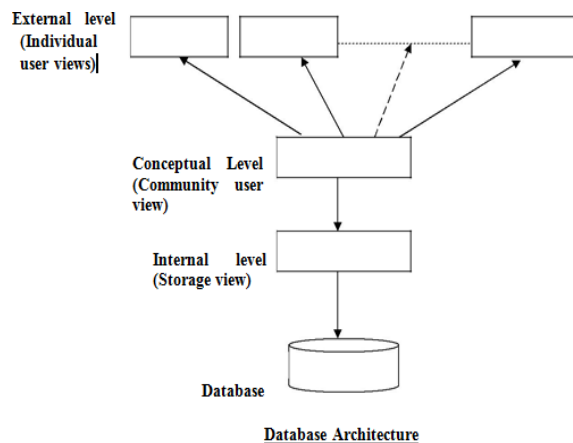 External level
(Individual
user views)
Conceptual Level
(Community user
view)
Internal level
(Storage view)
Database
Database Architecture